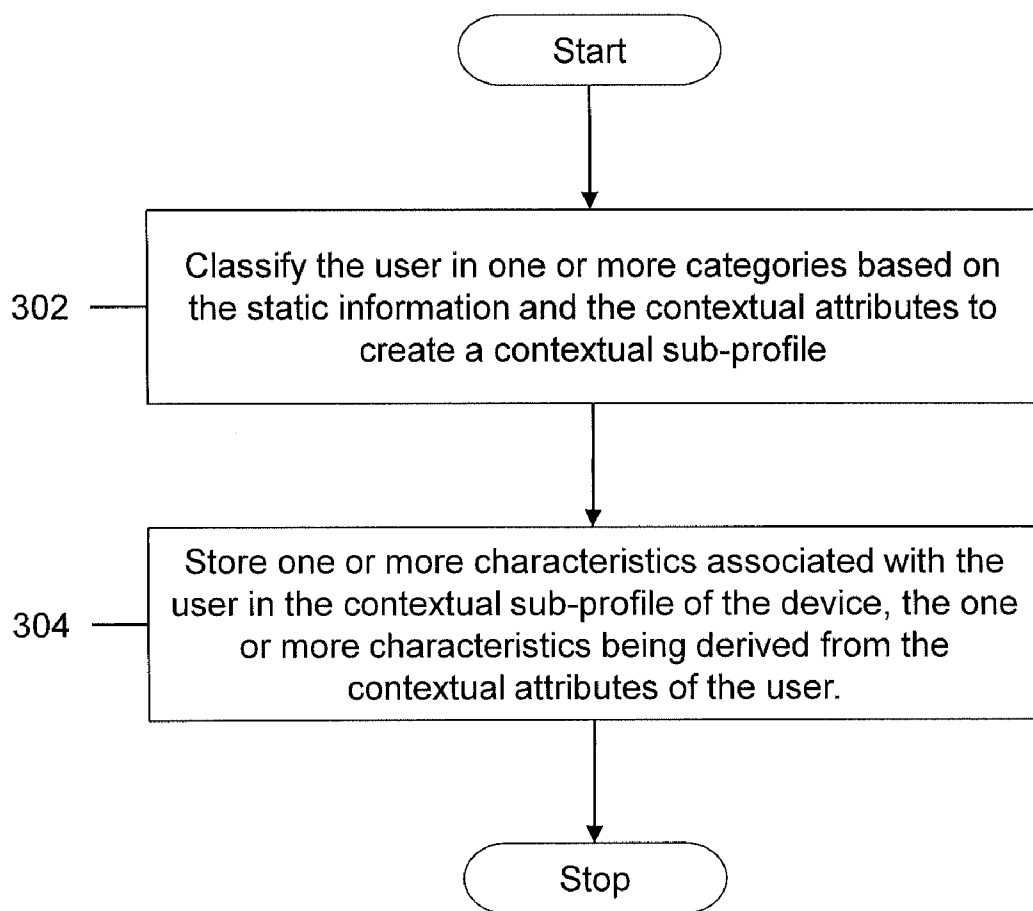 Start
302
Classify the user in one or more categories based on
the static information and the contextual attributes to
create a contextual sub-profile
304
Store one or more characteristics associated with the
user in the contextual sub-profile of the device, the one
or more characteristics being derived from the
contextual attributes of the user.
Stop